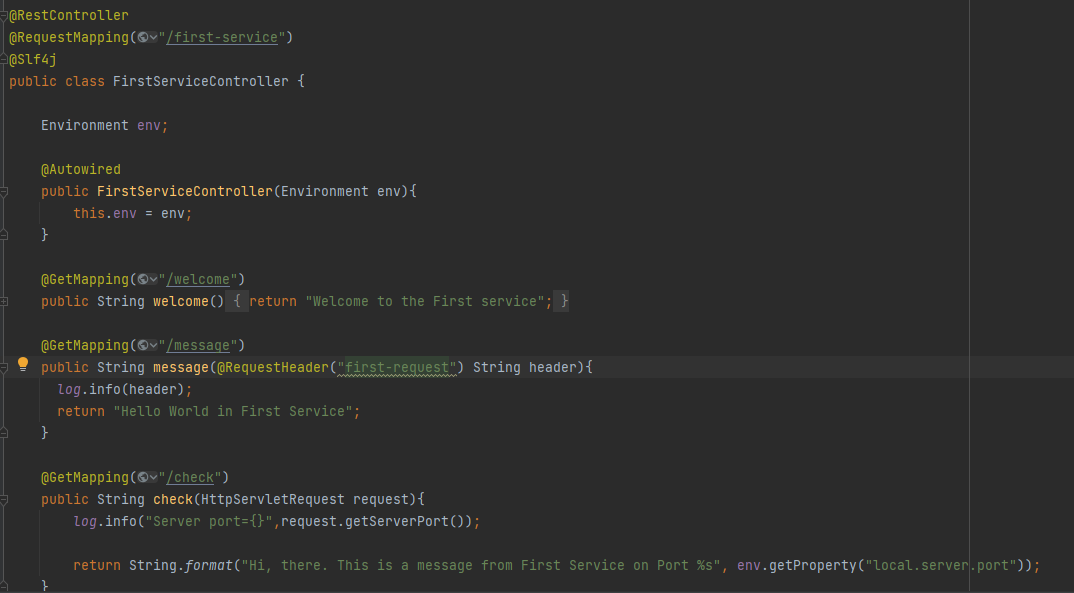 @RestController
@RequestMapping("/first-service")
@Slf4j
public class FirstServiceController {
Environment env;
@Autowired
public FirstServiceController(Environment env){
this.env = env;
}
@GetMapping("/welcome")
public String welcome() { return "Welcome to the First service"; }
@GetMapping("/message")
public String message(@RequestHeader("first-request") String header){
log.info(header);
return "Hello World in First Service";
}
@GetMapping("/check")
public String check(HttpServletRequest request){
log.info("Server port={}",request.getServerPort());
return String.format("Hi, there. This is a message from First Service on Port %s", env.getProperty("local.server.port"));
}